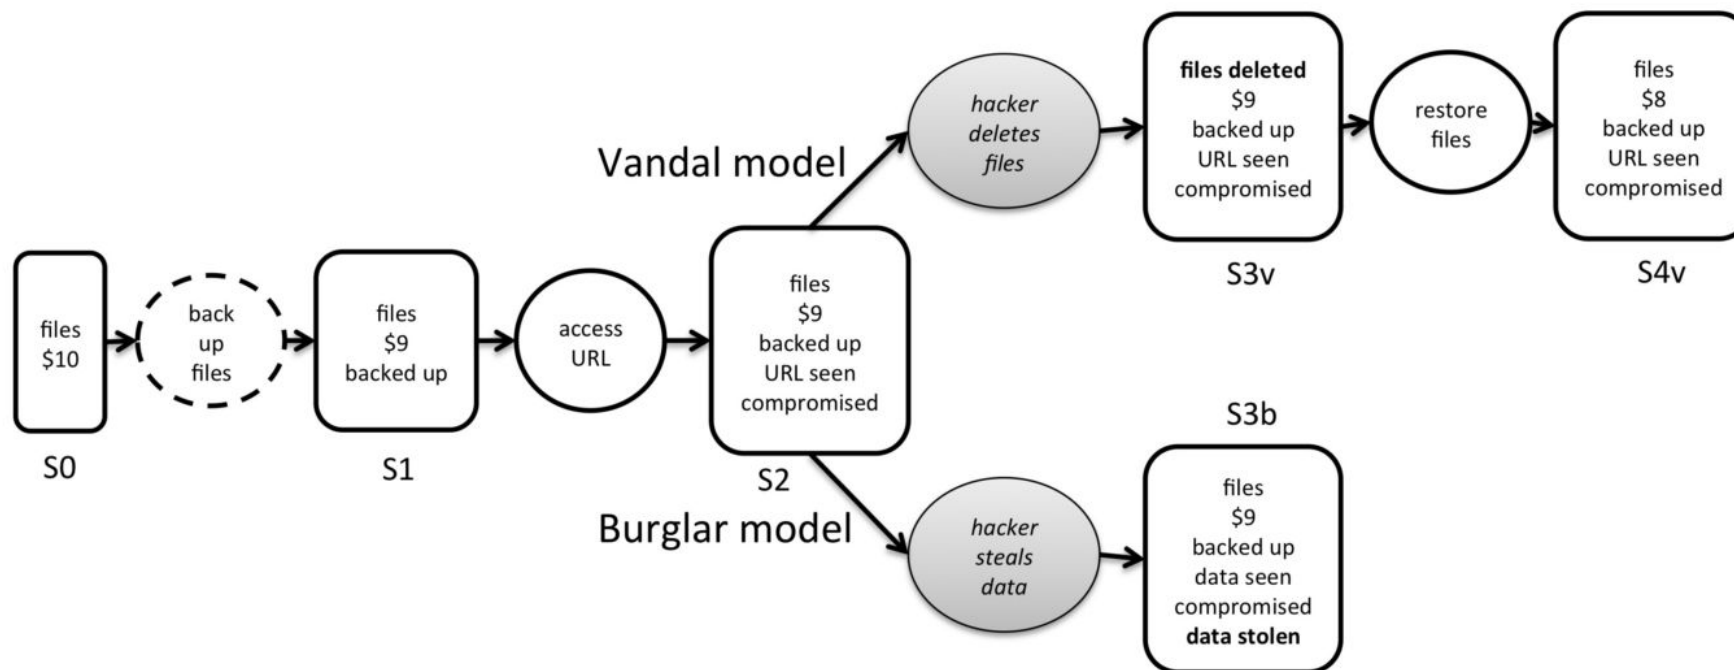 files
$10
S0
back
up
files
files
$9
backed up
S1
access
URL
files
$9
backed up
URL seen
compromised
S2
Vandal model
hacker
deletes
files
files deleted
$9
backed up
URL seen
compromised
S3v
restore
files
files
$8
backed up
URL seen
compromised
S4v
Burglar model
hacker
steals
data
S3b
files
$9
backed up
data seen
compromised
data stolen